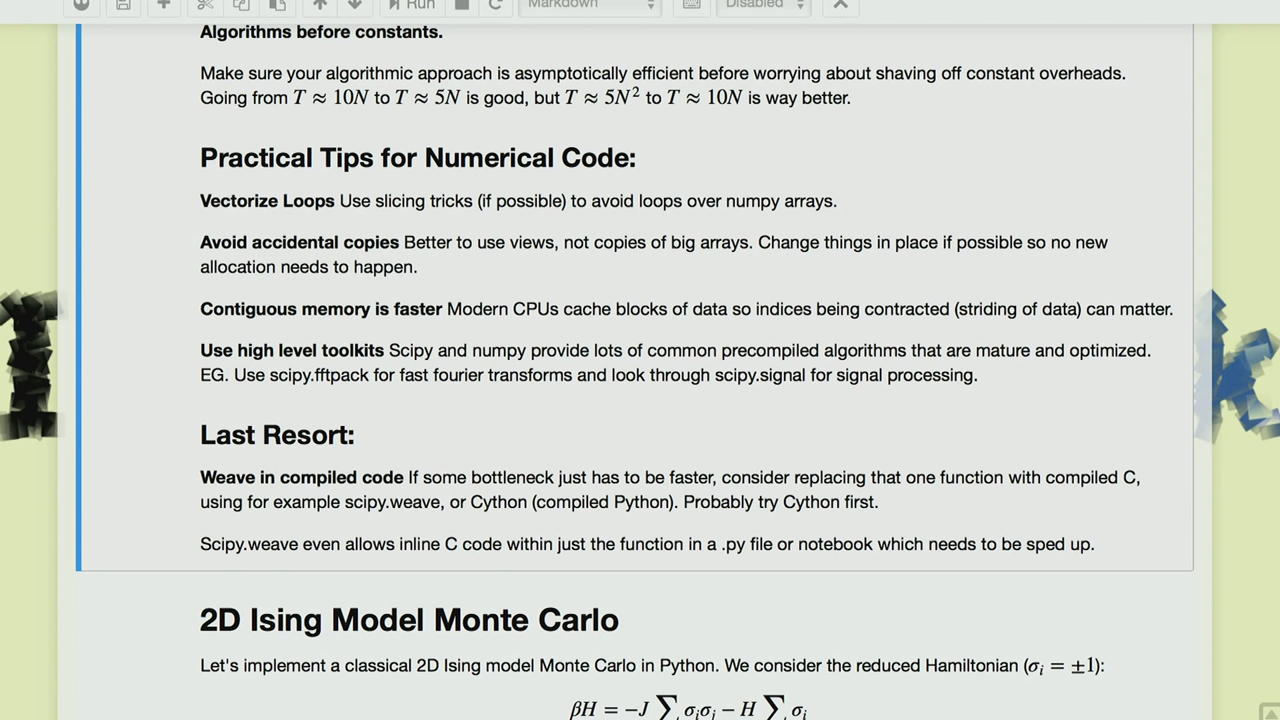 Run
Markdown
Disabled
Algorithms before constants.
Make sure your algorithmic approach is asymptotically efficient before worrying about shaving off constant overheads.
Going from T ≈ 10N to T ≈ 5N is good, but T ≈ 5N² to T ≈ 10N is way better.
Practical Tips for Numerical Code:
Vectorize Loops Use slicing tricks (if possible) to avoid loops over numpy arrays.
Avoid accidental copies Better to use views, not copies of big arrays. Change things in place if possible so no new
allocation needs to happen.
Contiguous memory is faster Modern CPUs cache blocks of data so indices being contracted (striding of data) can matter.
Use high level toolkits Scipy and numpy provide lots of common precompiled algorithms that are mature and optimized.
EG. Use scipy.fftpack for fast fourier transforms and look through scipy.signal for signal processing.
Last Resort:
Weave in compiled code If some bottleneck just has to be faster, consider replacing that one function with compiled C,
using for example scipy.weave, or Cython (compiled Python). Probably try Cython first.
Scipy.weave even allows inline C code within just the function in a .py file or notebook which needs to be sped up.
2D Ising Model Monte Carlo
Let's implement a classical 2D Ising model Monte Carlo in Python. We consider the reduced Hamiltonian (σᵢ = ±1):
βH = −J ∑ σᵢσⱼ − H ∑ σᵢ